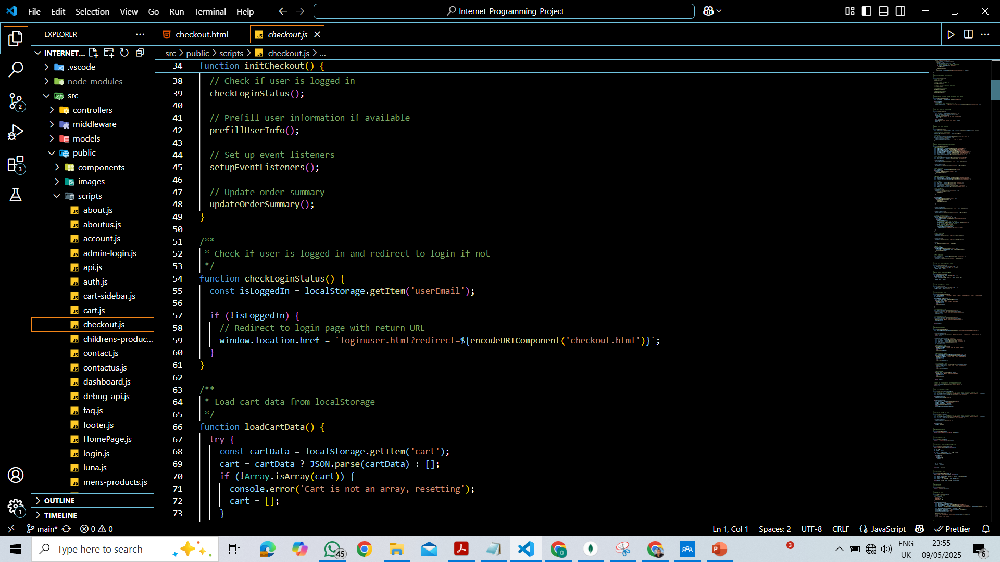 File Edit Selection View Go Run Terminal Help
Internet_Programming_Project
EXPLORER
INTERNET...
.vscode
node_modules
src
controllers
middleware
models
public
components
images
scripts
about.js
aboutus.js
account.js
admin-login.js
api.js
auth.js
cart-sidebar.js
cart.js
checkout.js
childrens-produc...
contact.js
contactus.js
dashboard.js
debug-api.js
faq.js
footer.js
HomePage.js
login.js
luna.js
mens-products.js
OUTLINE
TIMELINE
2
3
1
checkout.html
checkout.js
src > public > scripts > checkout.js > ...
34 function initCheckout() {
38 // Check if user is logged in
39 checkLoginStatus();
40
41 // Prefill user information if available
42 prefillUserInfo();
43
44 // Set up event listeners
45 setupEventListeners();
46
47 // Update order summary
48 updateOrderSummary();
49 }
50
51 /**
52 * Check if user is logged in and redirect to login if not
53 */
54 function checkLoginStatus() {
55 const isLoggedIn = localStorage.getItem('userEmail');
56
57 if (!isLoggedIn) {
58 // Redirect to login page with return URL
59 window.location.href = `loginuser.html?redirect=${encodeURIComponent('checkout.html')}`;
60 }
61 }
62
63 /**
64 * Load cart data from localStorage
65 */
66 function loadCartData() {
67 try {
68 const cartData = localStorage.getItem('cart');
69 cart = cartData ? JSON.parse(cartData) : [];
70 if (!Array.isArray(cart)) {
71 console.error('Cart is not an array, resetting');
72 cart = [];
73 }
main* 0 0
Ln 1, Col 1 Spaces: 2 UTF-8 CRLF JavaScript Prettier
Type here to search
45
3
ENG
UK
23:55
09/05/2025
6